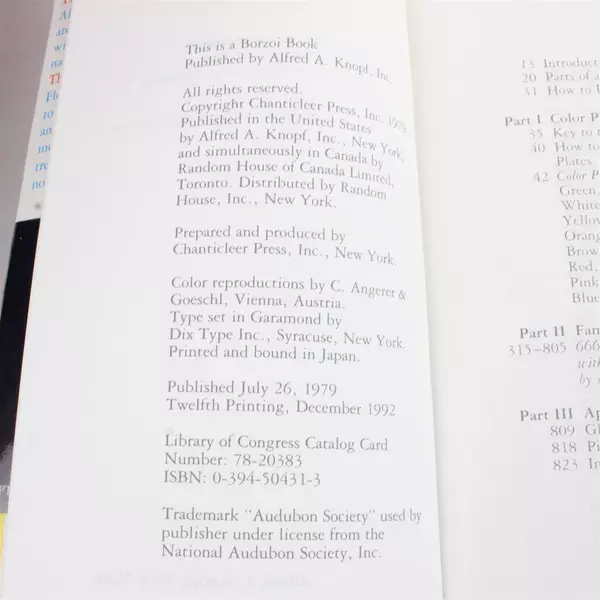 This is a Borzoi Book
Published by Alfred A. Knopf, Inc.
All rights reserved.
Copyright Chanticleer Press, Inc. 1979
Published in the United States
by Alfred A. Knopf, Inc., New York,
and simultaneously in Canada by
Random House of Canada Limited,
Toronto. Distributed by Random
House, Inc., New York.
Prepared and produced by
Chanticleer Press, Inc., New York.
Color reproductions by C. Angerer &
Goeschl, Vienna, Austria.
Type set in Garamond by
Dix Type Inc., Syracuse, New York.
Printed and bound in Japan.
Published July 26, 1979
Twelfth Printing, December 1992
Library of Congress Catalog Card
Number: 78-20383
ISBN: 0-394-50431-3
Trademark "Audubon Society" used by
publisher under license from the
National Audubon Society, Inc.
13 Introduct
20 Parts of a
31 How to U
Part I Color P
35 Key to t
40 How to
Plates
42 Color P
Green,
White
Yellov
Orang
Brow
Red,
Pink
Blue
Part II Fan
315–805 666
with
by
Part III Ap
809 Gl
818 Pi
823 In